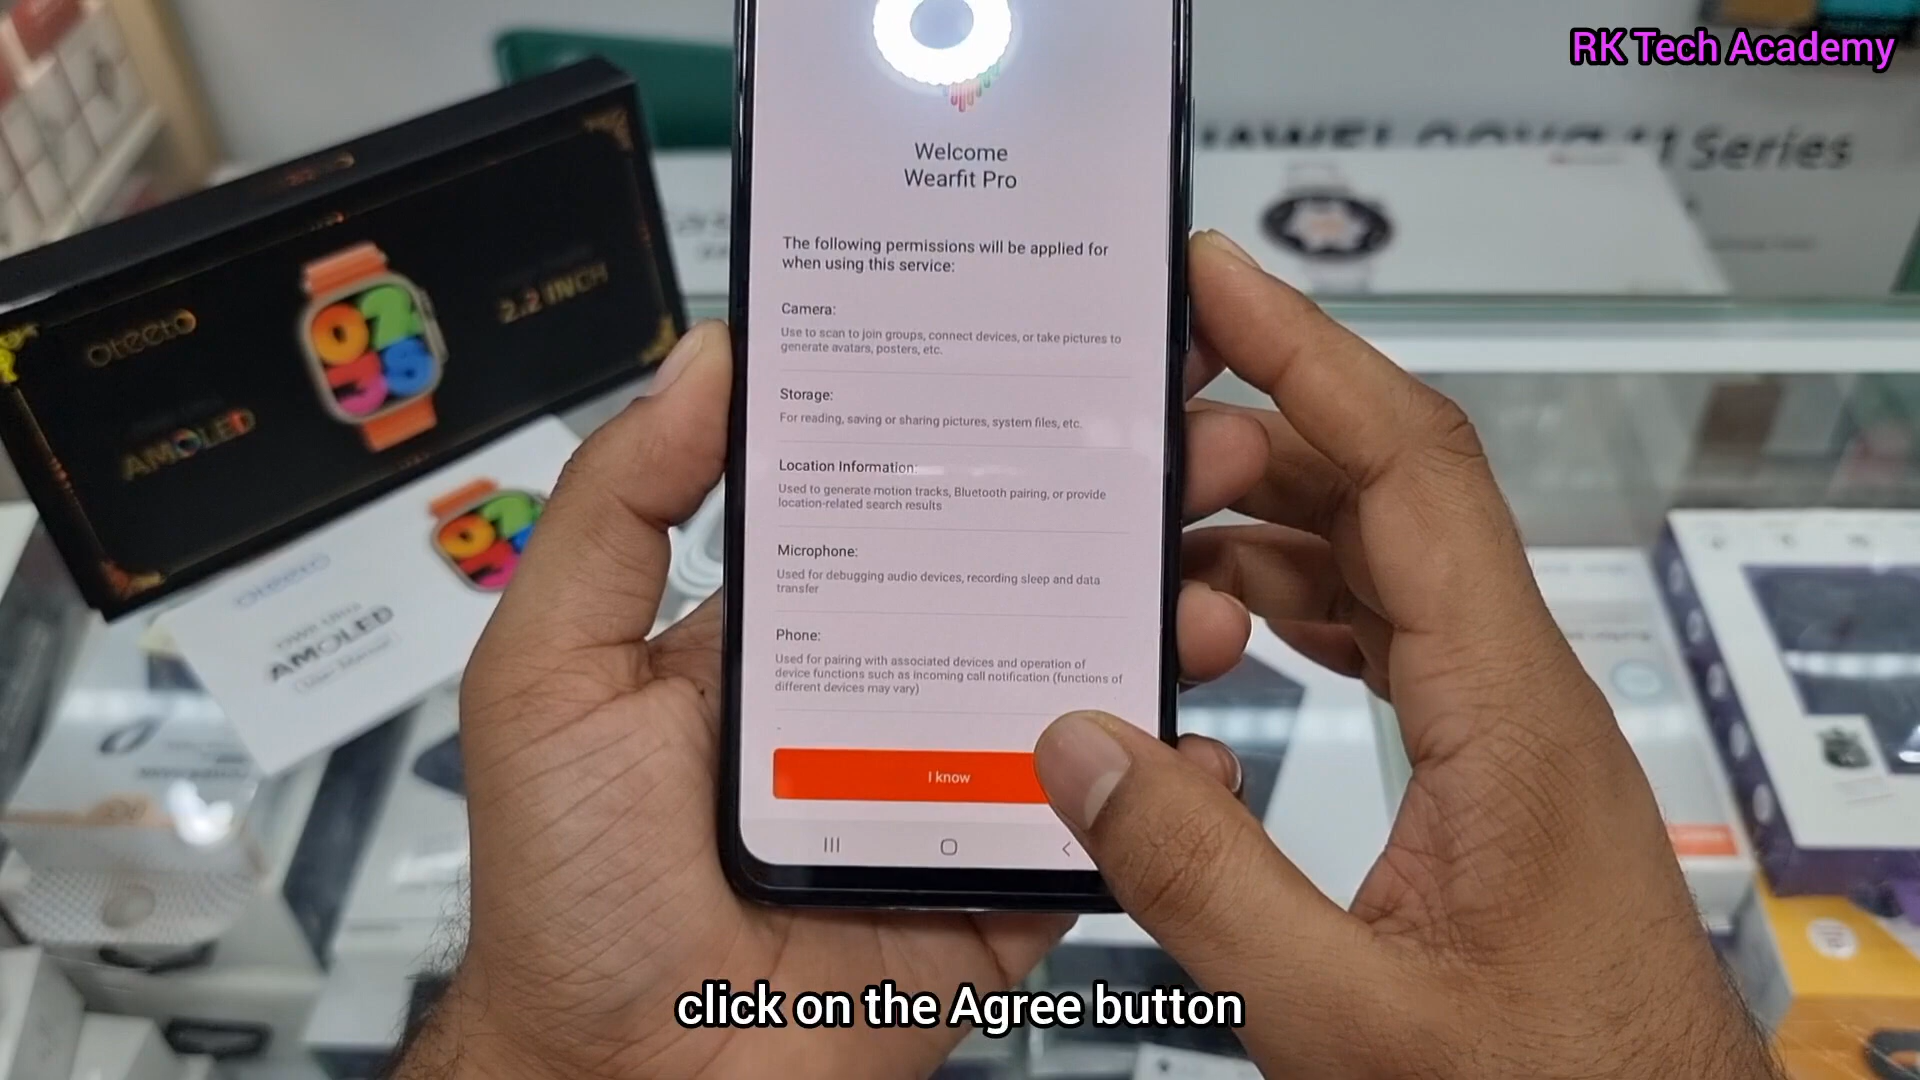 RK Tech Academy
Series
Welcome
Wearfit Pro
The following permissions will be applied for
when using this service:
Camera:
Use to scan to join groups, connect devices, or take pictures to
generate avatars, posters, etc.
Storage:
For reading, saving or sharing pictures, system files, etc.
Location Information:
Used to generate motion tracks, Bluetooth pairing, or provide
location-related search results
Microphone:
Used for debugging audio devices, recording sleep and data
transfer
Phone:
Used for pairing with associated devices and operation of
device functions such as incoming call notification (functions of
different devices may vary)
I know
oteeto
2.2 INCH
AMOLED
oteeto
AMOLED
User Manual
click on the Agree button